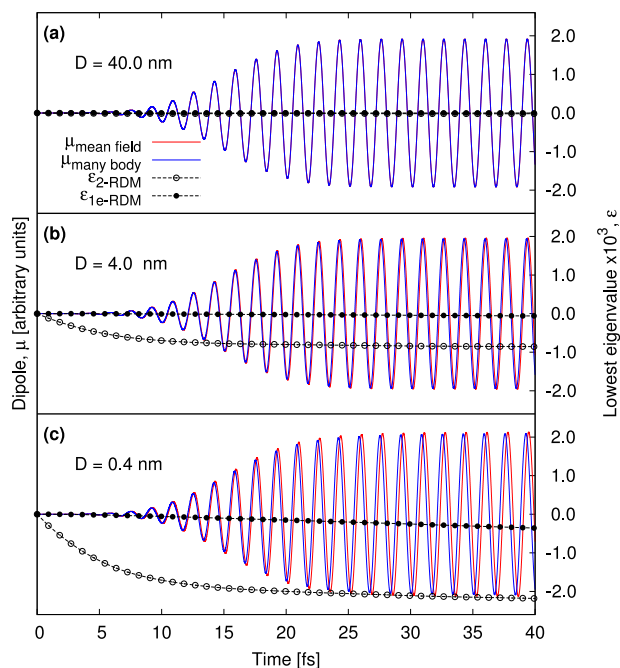 (a)
D = 40.0 nm
μmean field
μmany body
ε2-RDM
ε1e-RDM
2.0
1.0
0.0
-1.0
-2.0
(b)
D = 4.0 nm
2.0
1.0
0.0
-1.0
-2.0
(c)
D = 0.4 nm
2.0
1.0
0.0
-1.0
-2.0
Dipole, μ [arbitrary units]
Lowest eigenvalue x10³, ε
0 5 10 15 20 25 30 35 40
Time [fs]